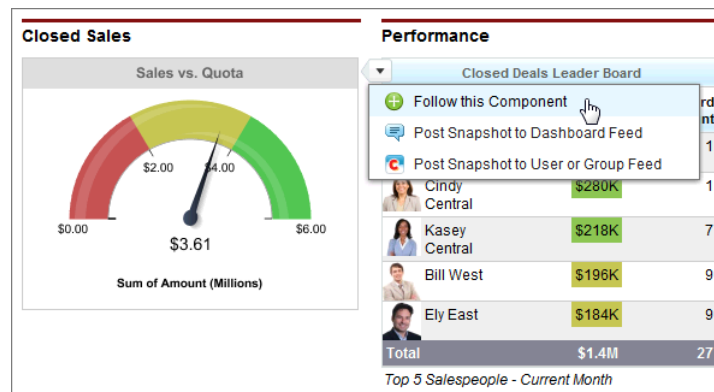 Closed Sales
Sales vs. Quota
$2.00
$4.00
$0.00
$6.00
$3.61
Sum of Amount (Millions)
Performance
Closed Deals Leader Board
Follow this Component
Post Snapshot to Dashboard Feed
Post Snapshot to User or Group Feed
Cindy $280K 1
Central
Kasey $218K 7
Central
Bill West $196K 9
Ely East $184K 9
Total $1.4M 27
Top 5 Salespeople - Current Month